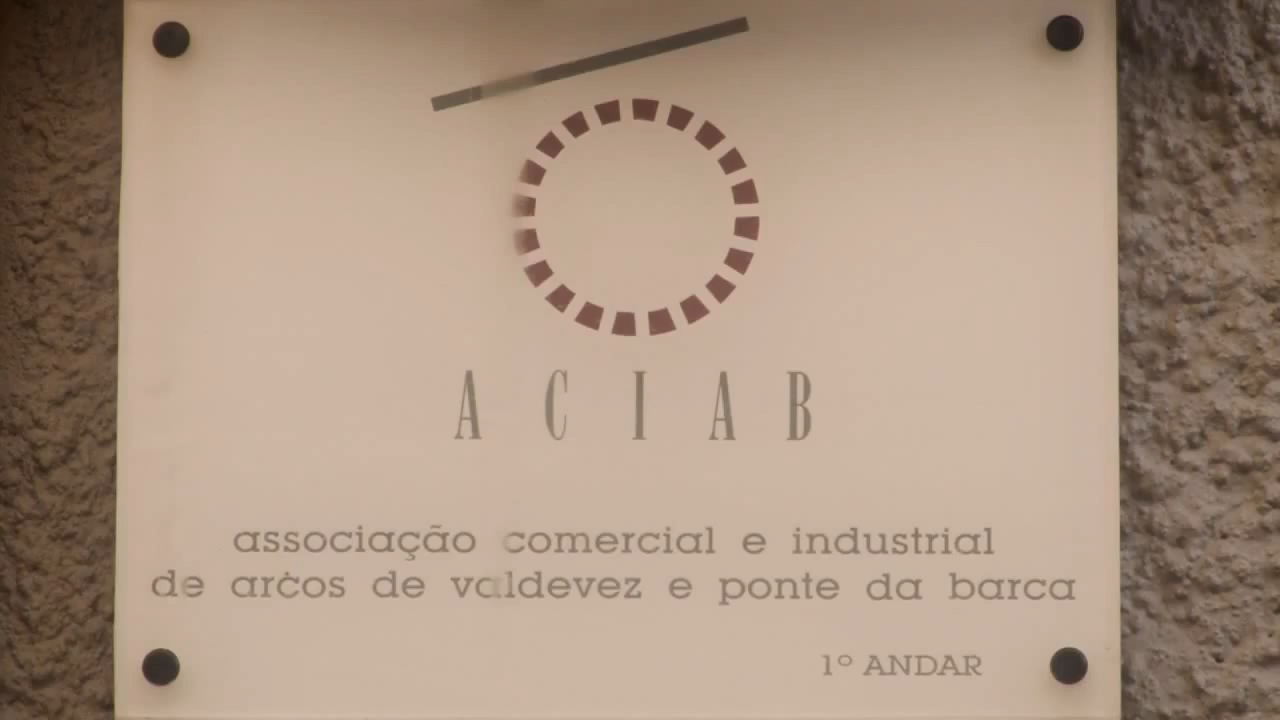 A C I A B
associação comercial e industrial
de arcos de valdevez e ponte da barca
1º ANDAR